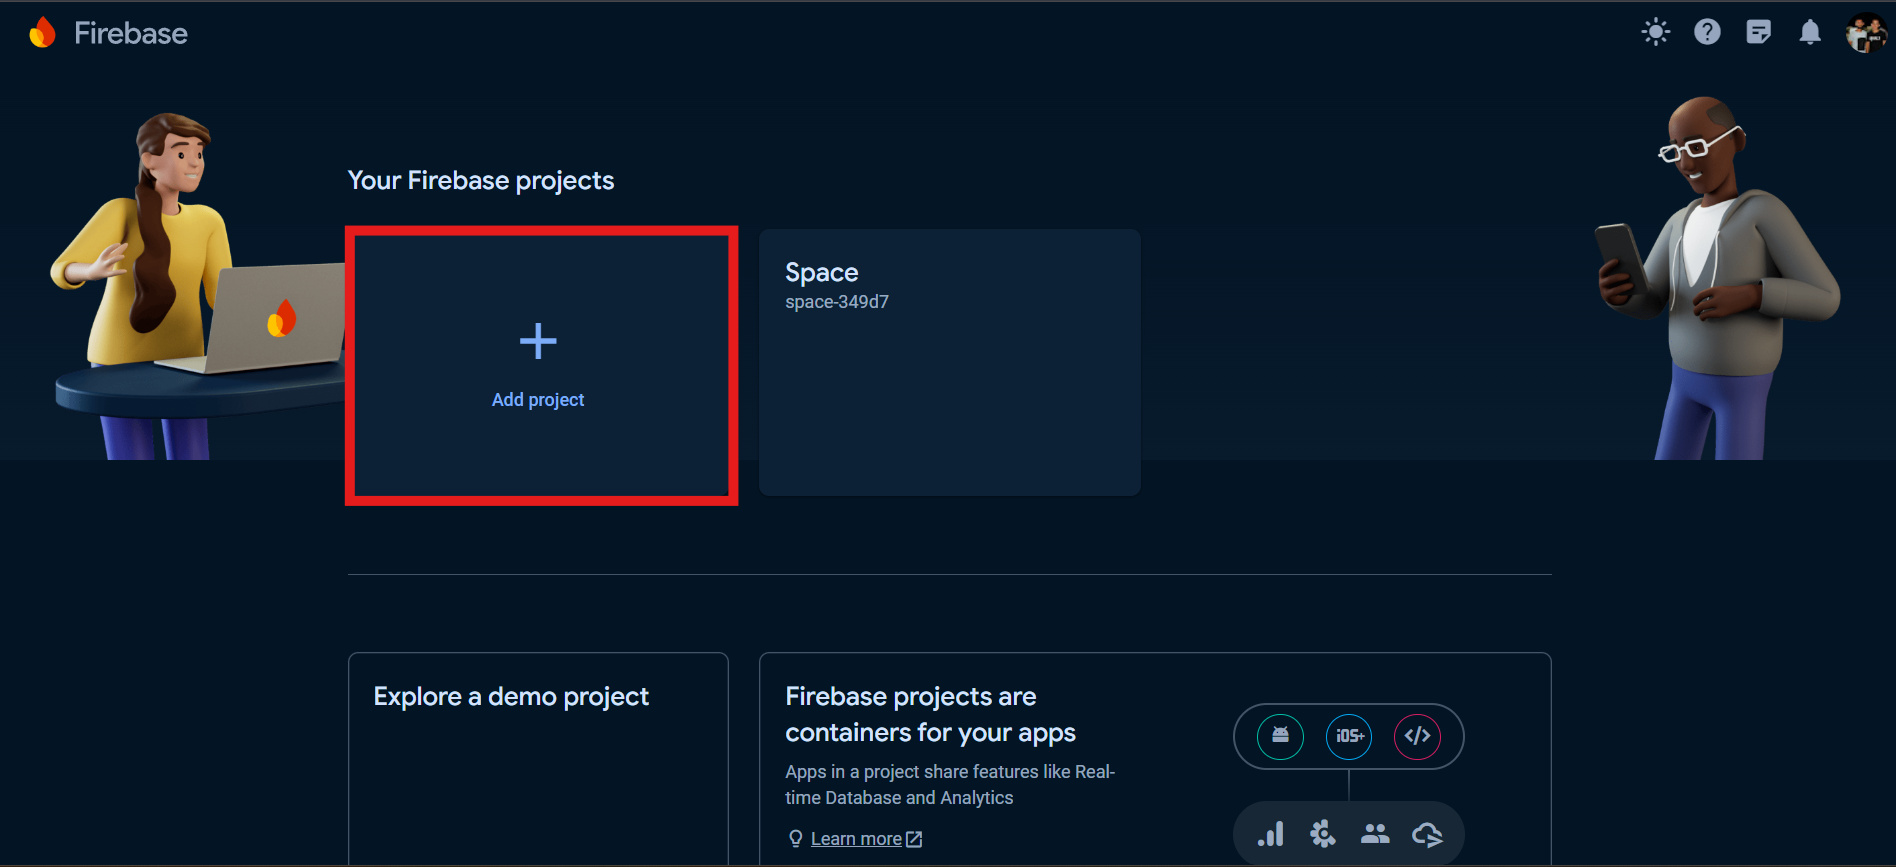 Firebase
Your Firebase projects
Add project
Space
space-349d7
Explore a demo project
Firebase projects are
containers for your apps
Apps in a project share features like Real-
time Database and Analytics
Learn more
iOS+